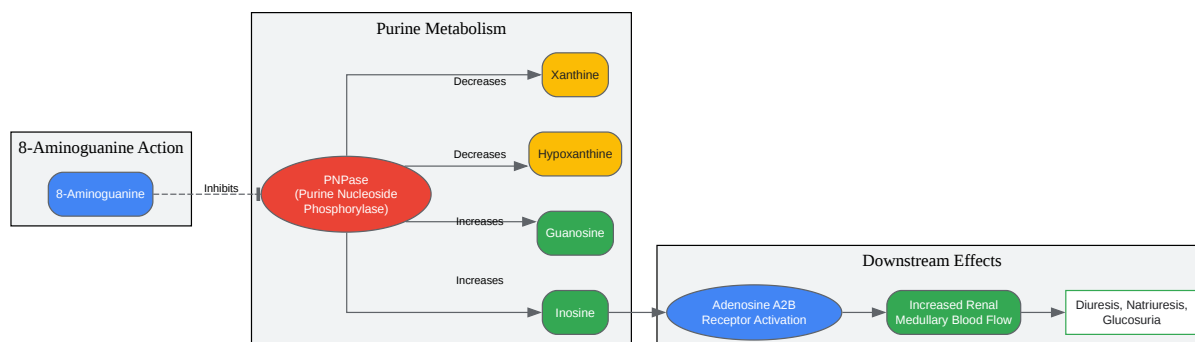 Purine Metabolism
Xanthine
Decreases
8-Aminoguanine Action
Decreases
Hypoxanthine
8-Aminoguanine
Inhibits
PNPase
(Purine Nucleoside
Phosphorylase)
Increases
Guanosine
Increases
Inosine
Downstream Effects
Adenosine A2B
Receptor Activation
Increased Renal
Medullary Blood Flow
Diuresis, Natriuresis,
Glucosuria